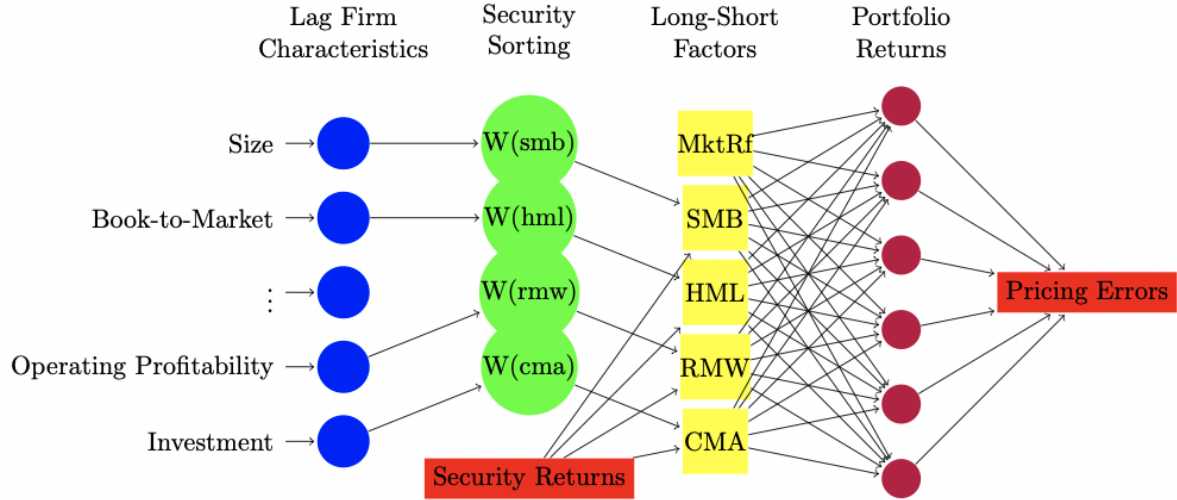 Lag Firm
Characteristics
Security
Sorting
Long-Short
Factors
Portfolio
Returns
Size
Book-to-Market
⋮
Operating Profitability
Investment
W(smb)
W(hml)
W(rmw)
W(cma)
Security Returns
MktRf
SMB
HML
RMW
CMA
Pricing Errors